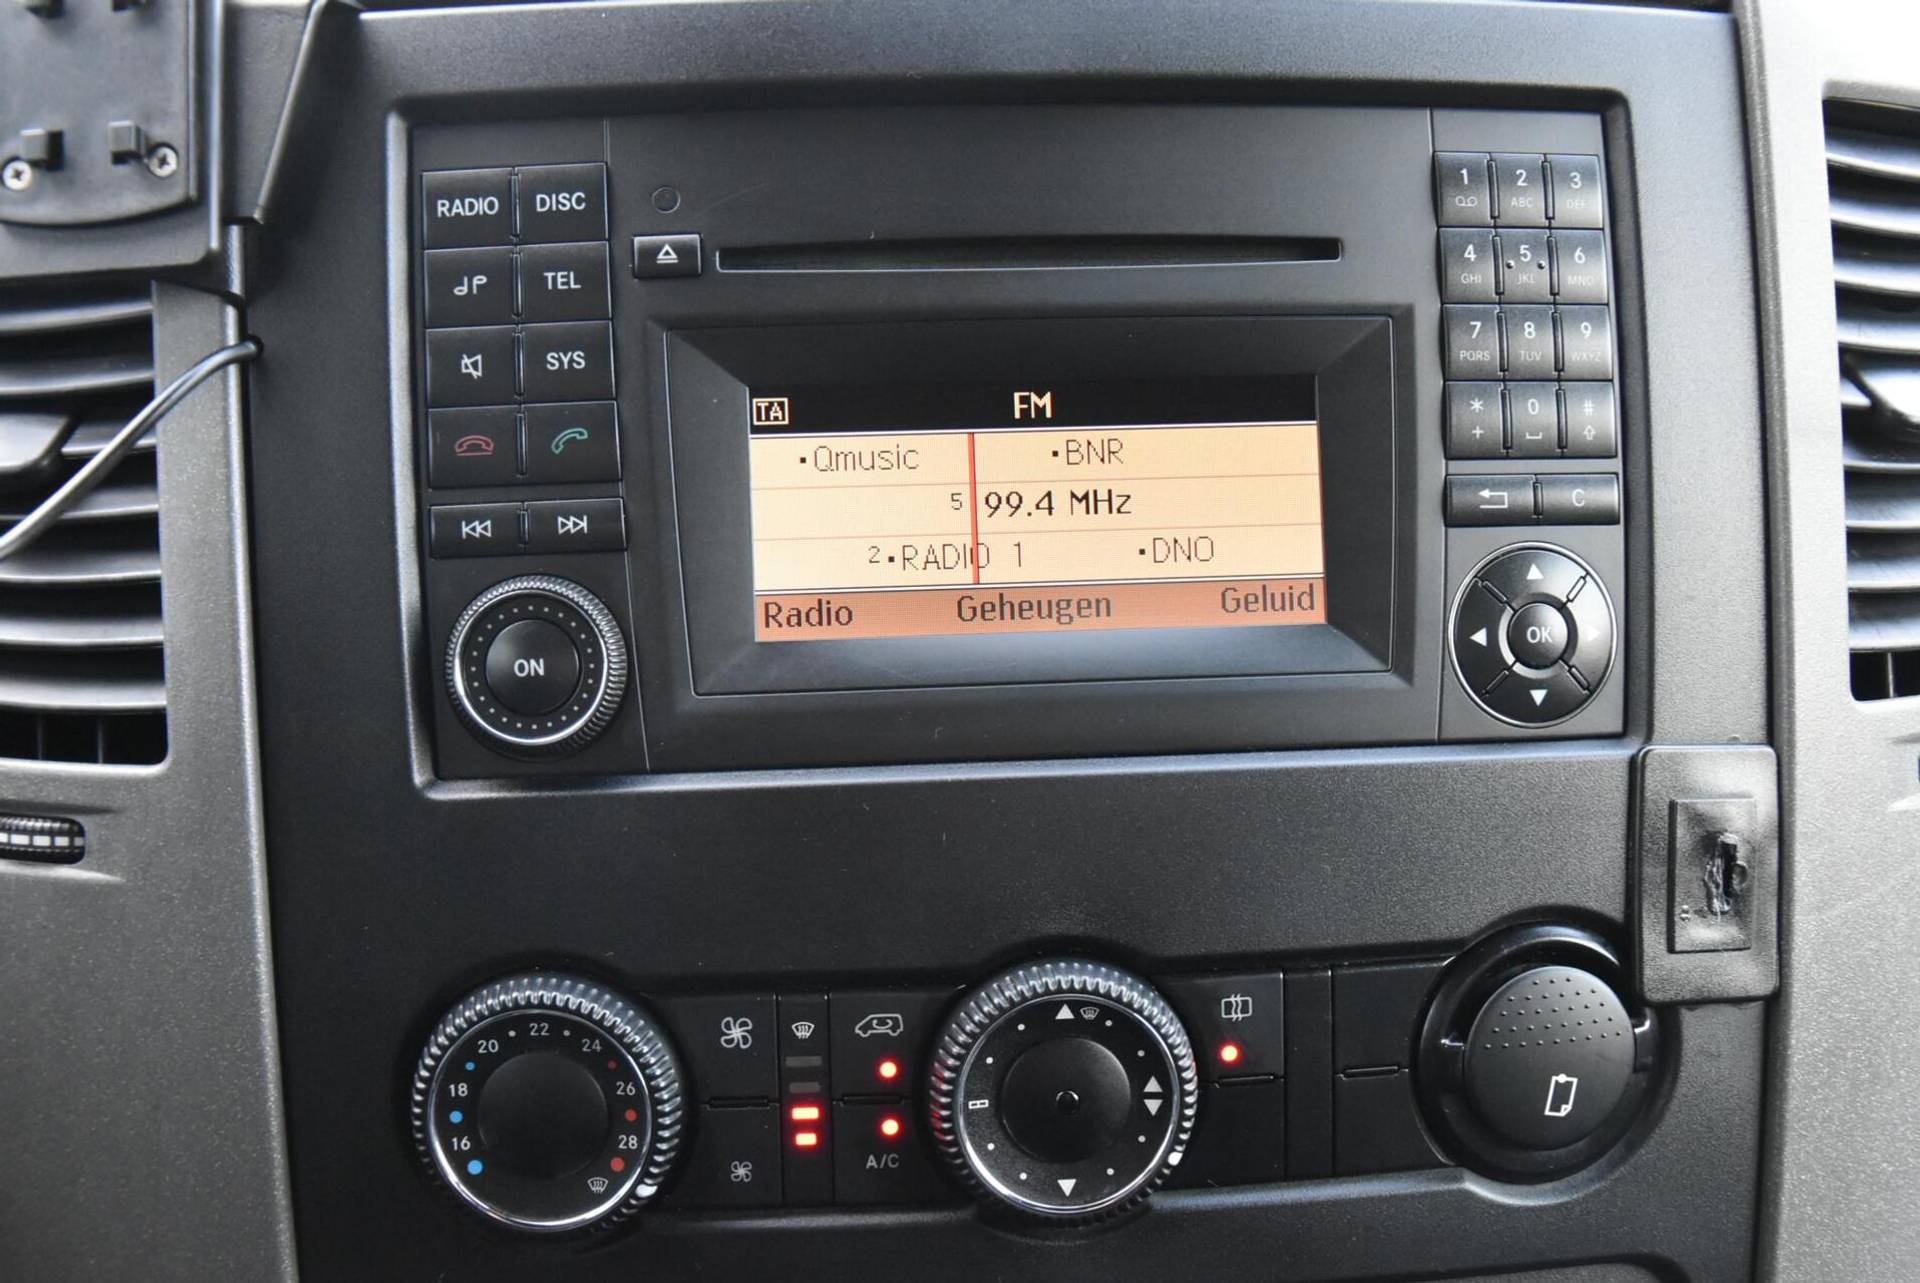 RADIO DISC
TEL
SYS
ON
TA FM
•Qmusic •BNR
5 99.4 MHz
2•RADIO 1 •DNO
Radio Geheugen Geluid
1 2 3
ABC DEF
4 5 6
GHI JKL MNO
7 8 9
PQRS TUV WXYZ
* 0 #
+
C
OK
16 18 20 22 24 26 28
A/C